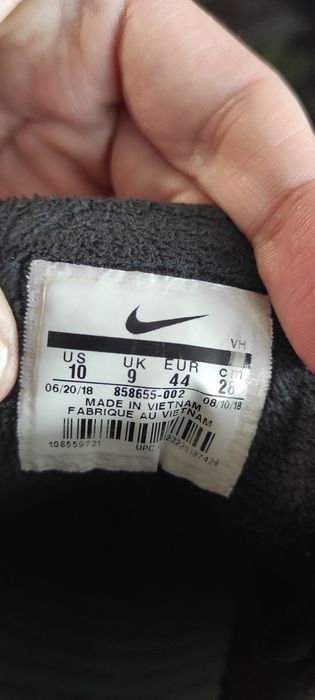 VH
US UK EUR cm
10 9 44 28
06/20/18 858655-002 08/10/18
MADE IN VIETNAM
FABRIQUE AU VIETNAM
108559721 UPC